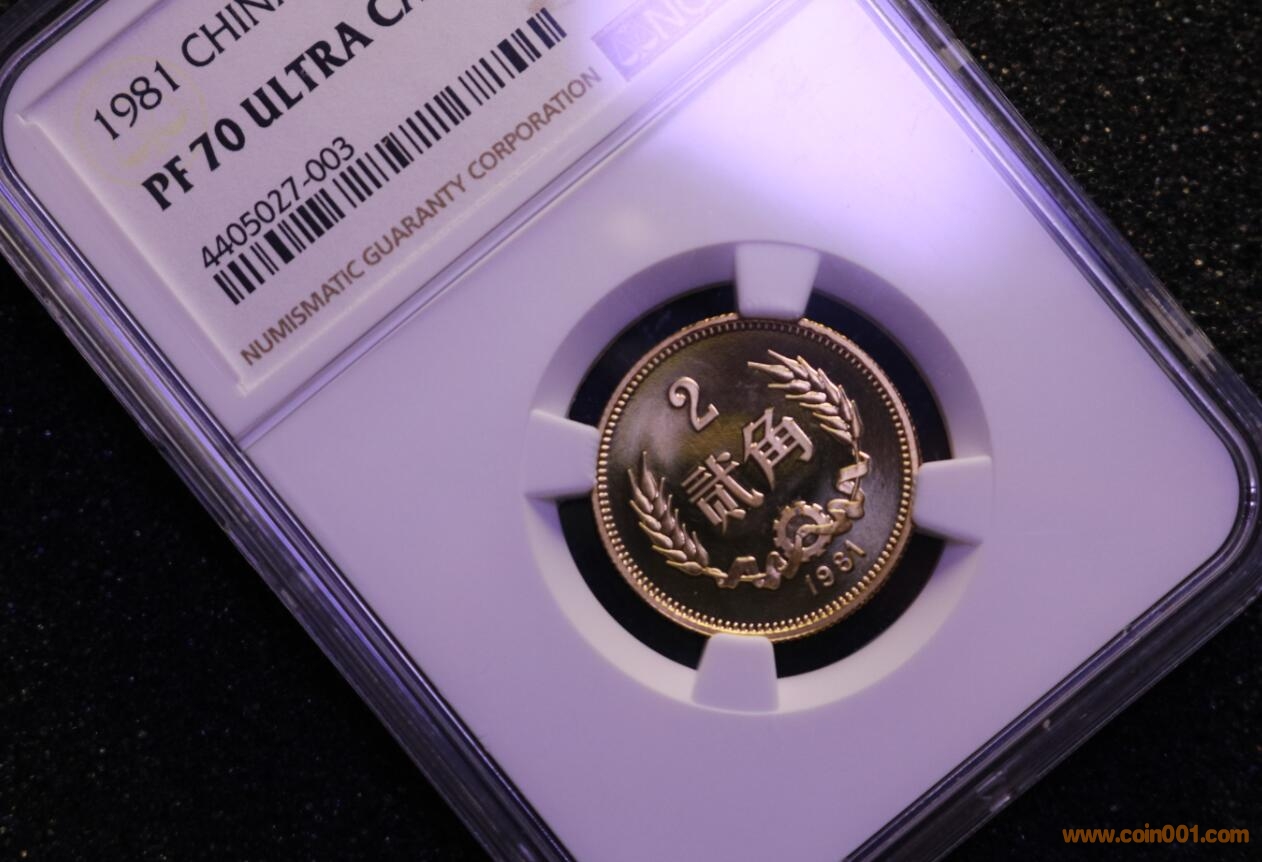 1981 CHINA
PF 70 ULTRA CA
4405027-003
NUMISMATIC GUARANTY CORPORATION
2
贰角
1981
www.coin001.com